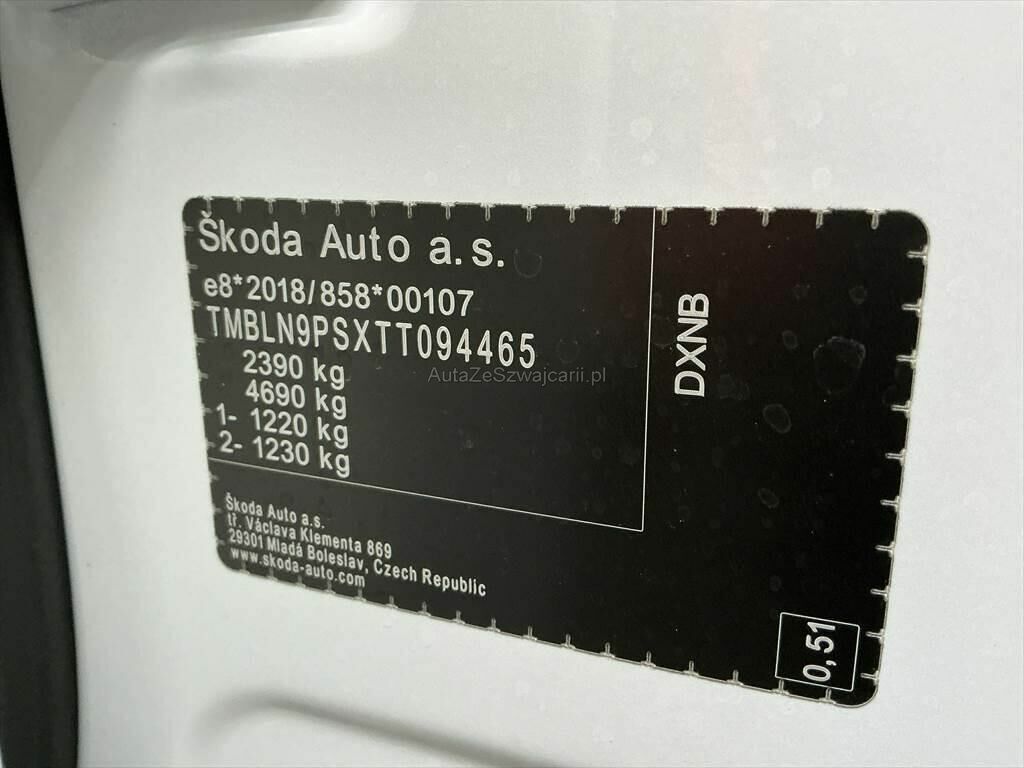 Škoda Auto a.s.
e8*2018/858*00107
TMBLN9PSXTT094465
2390 kg
4690 kg
1- 1220 kg
2- 1230 kg
Škoda Auto a.s.
tř. Václava Klementa 869
29301 Mladá Boleslav, Czech Republic
www.skoda-auto.com
DXNB
0,51
AutaZeSzwajcarii.pl